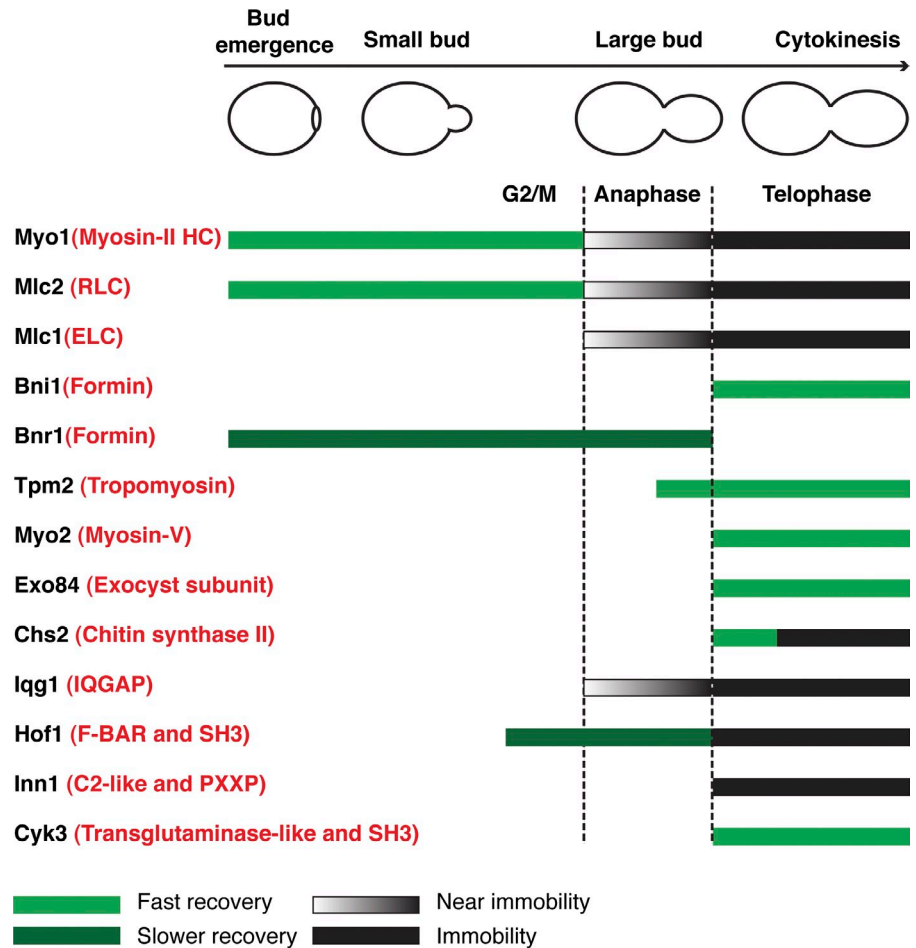 Bud
emergence
Small bud
Large bud
Cytokinesis
G2/M
Anaphase
Telophase
Myo1(Myosin-II HC)
Mlc2 (RLC)
Mlc1(ELC)
Bni1(Formin)
Bnr1(Formin)
Tpm2 (Tropomyosin)
Myo2 (Myosin-V)
Exo84 (Exocyst subunit)
Chs2 (Chitin synthase II)
Iqg1 (IQGAP)
Hof1 (F-BAR and SH3)
Inn1 (C2-like and PXXP)
Cyk3 (Transglutaminase-like and SH3)
Fast recovery
Near immobility
Slower recovery
Immobility